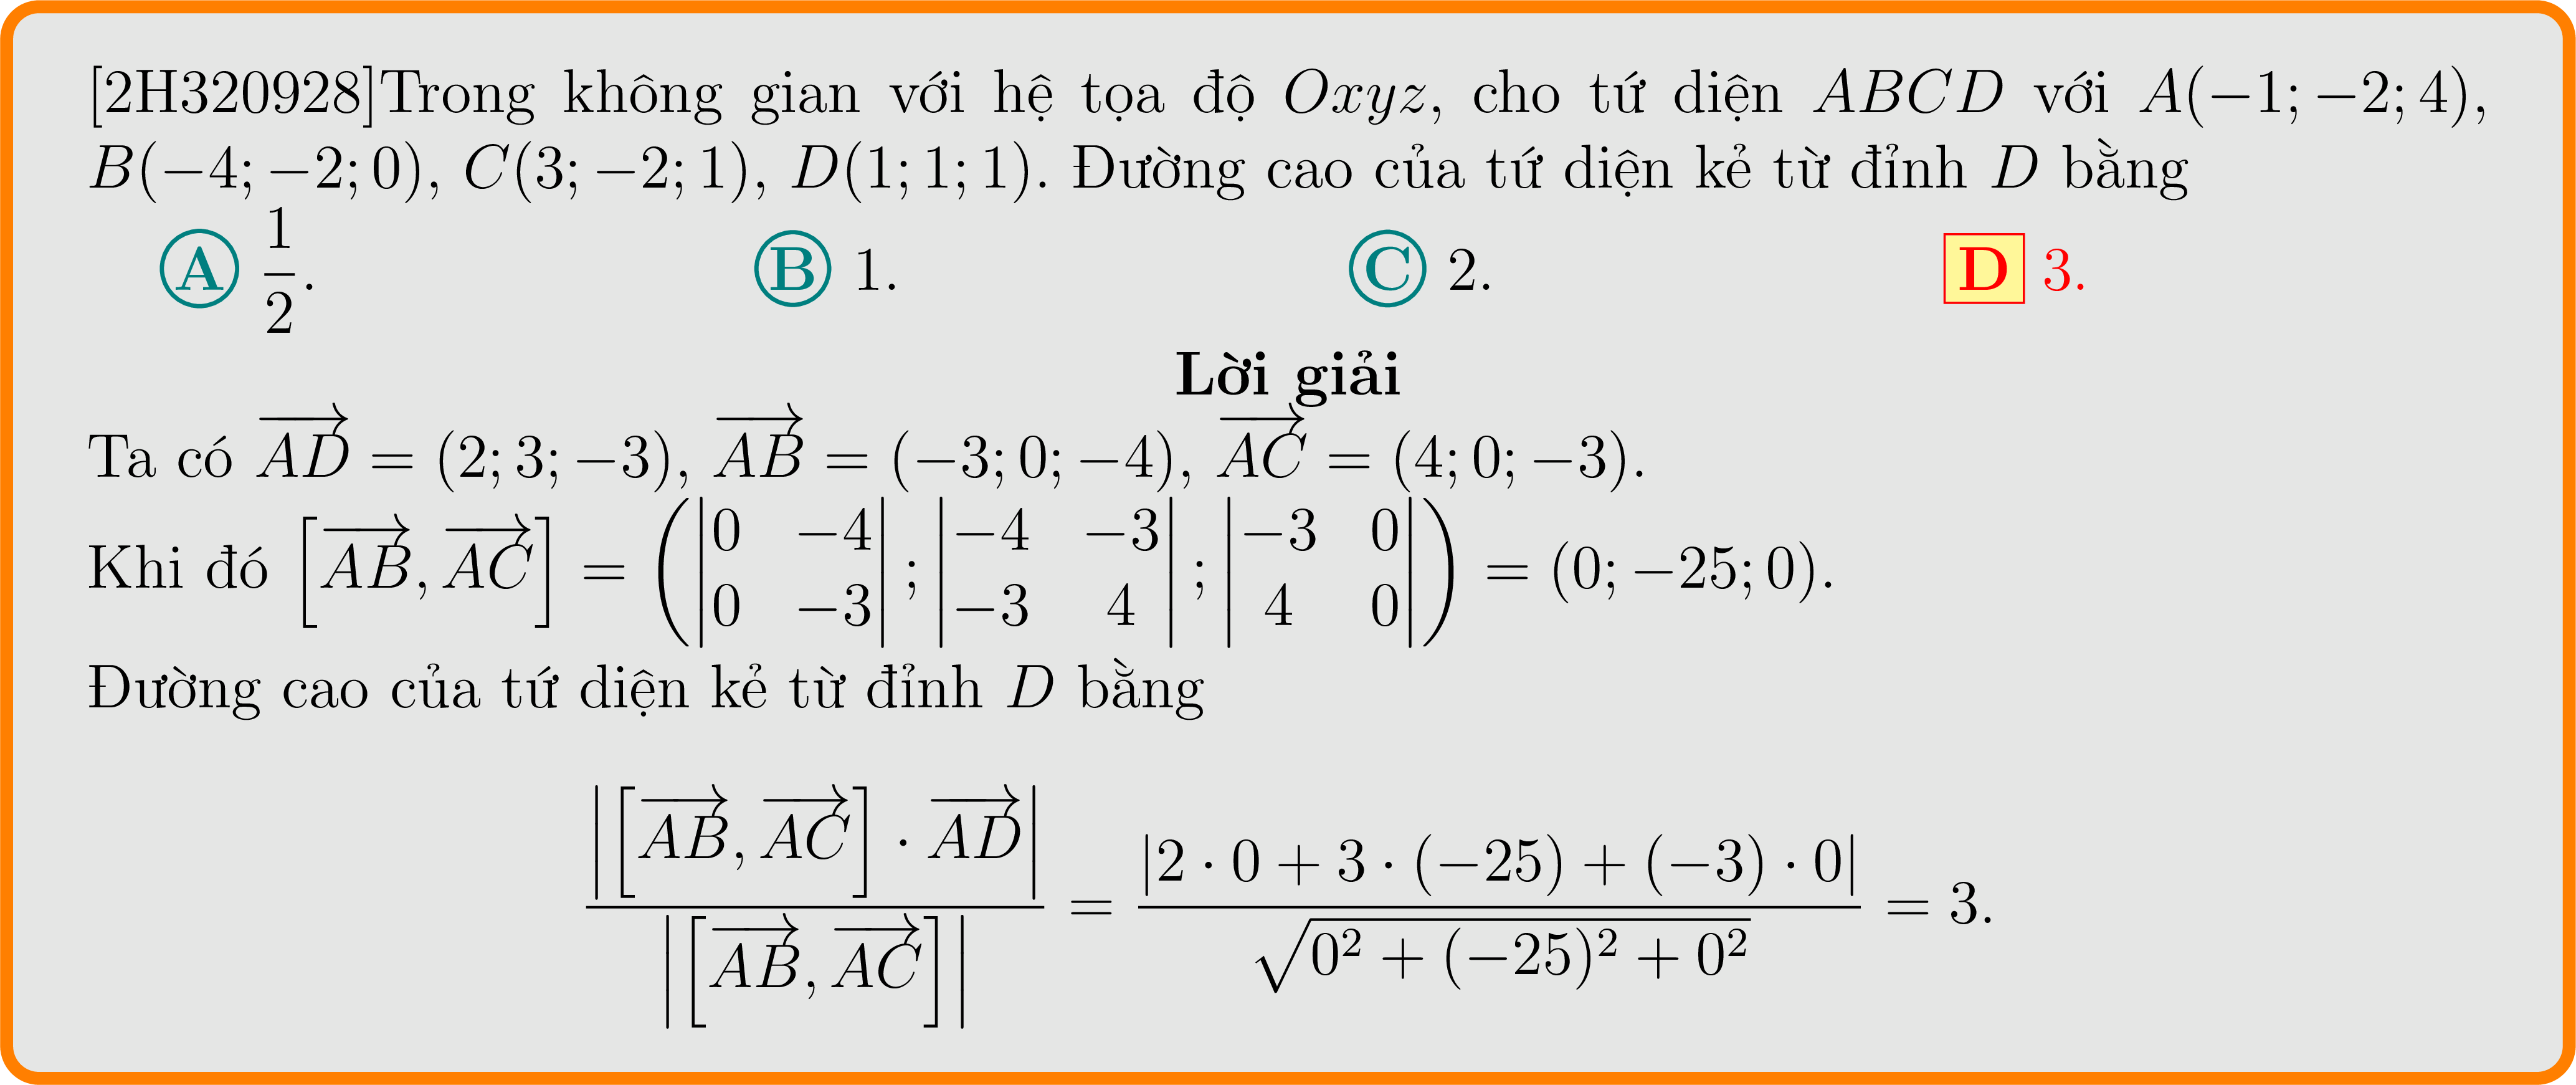 [2H320928]Trong không gian với hệ tọa độ Oxyz, cho tứ diện ABCD với A(−1; −2; 4),
B(−4; −2; 0), C(3; −2; 1), D(1; 1; 1). Đường cao của tứ diện kẻ từ đỉnh D bằng
A $\frac{1}{2}$. B 1. C 2. D 3.
Lời giải
Ta có $\overrightarrow{AD} = (2; 3; −3)$, $\overrightarrow{AB} = (−3; 0; −4)$, $\overrightarrow{AC} = (4; 0; −3)$.
Khi đó $\left[\overrightarrow{AB}, \overrightarrow{AC}\right] = \left(\begin{vmatrix} 0 & −4 \\ 0 & −3 \end{vmatrix}; \begin{vmatrix} −4 & −3 \\ −3 & 4 \end{vmatrix}; \begin{vmatrix} −3 & 0 \\ 4 & 0 \end{vmatrix}\right) = (0; −25; 0)$.
Đường cao của tứ diện kẻ từ đỉnh D bằng
$\frac{\left|\left[\overrightarrow{AB}, \overrightarrow{AC}\right] \cdot \overrightarrow{AD}\right|}{\left|\left[\overrightarrow{AB}, \overrightarrow{AC}\right]\right|} = \frac{|2 \cdot 0 + 3 \cdot (−25) + (−3) \cdot 0|}{\sqrt{0^2 + (−25)^2 + 0^2}} = 3.$